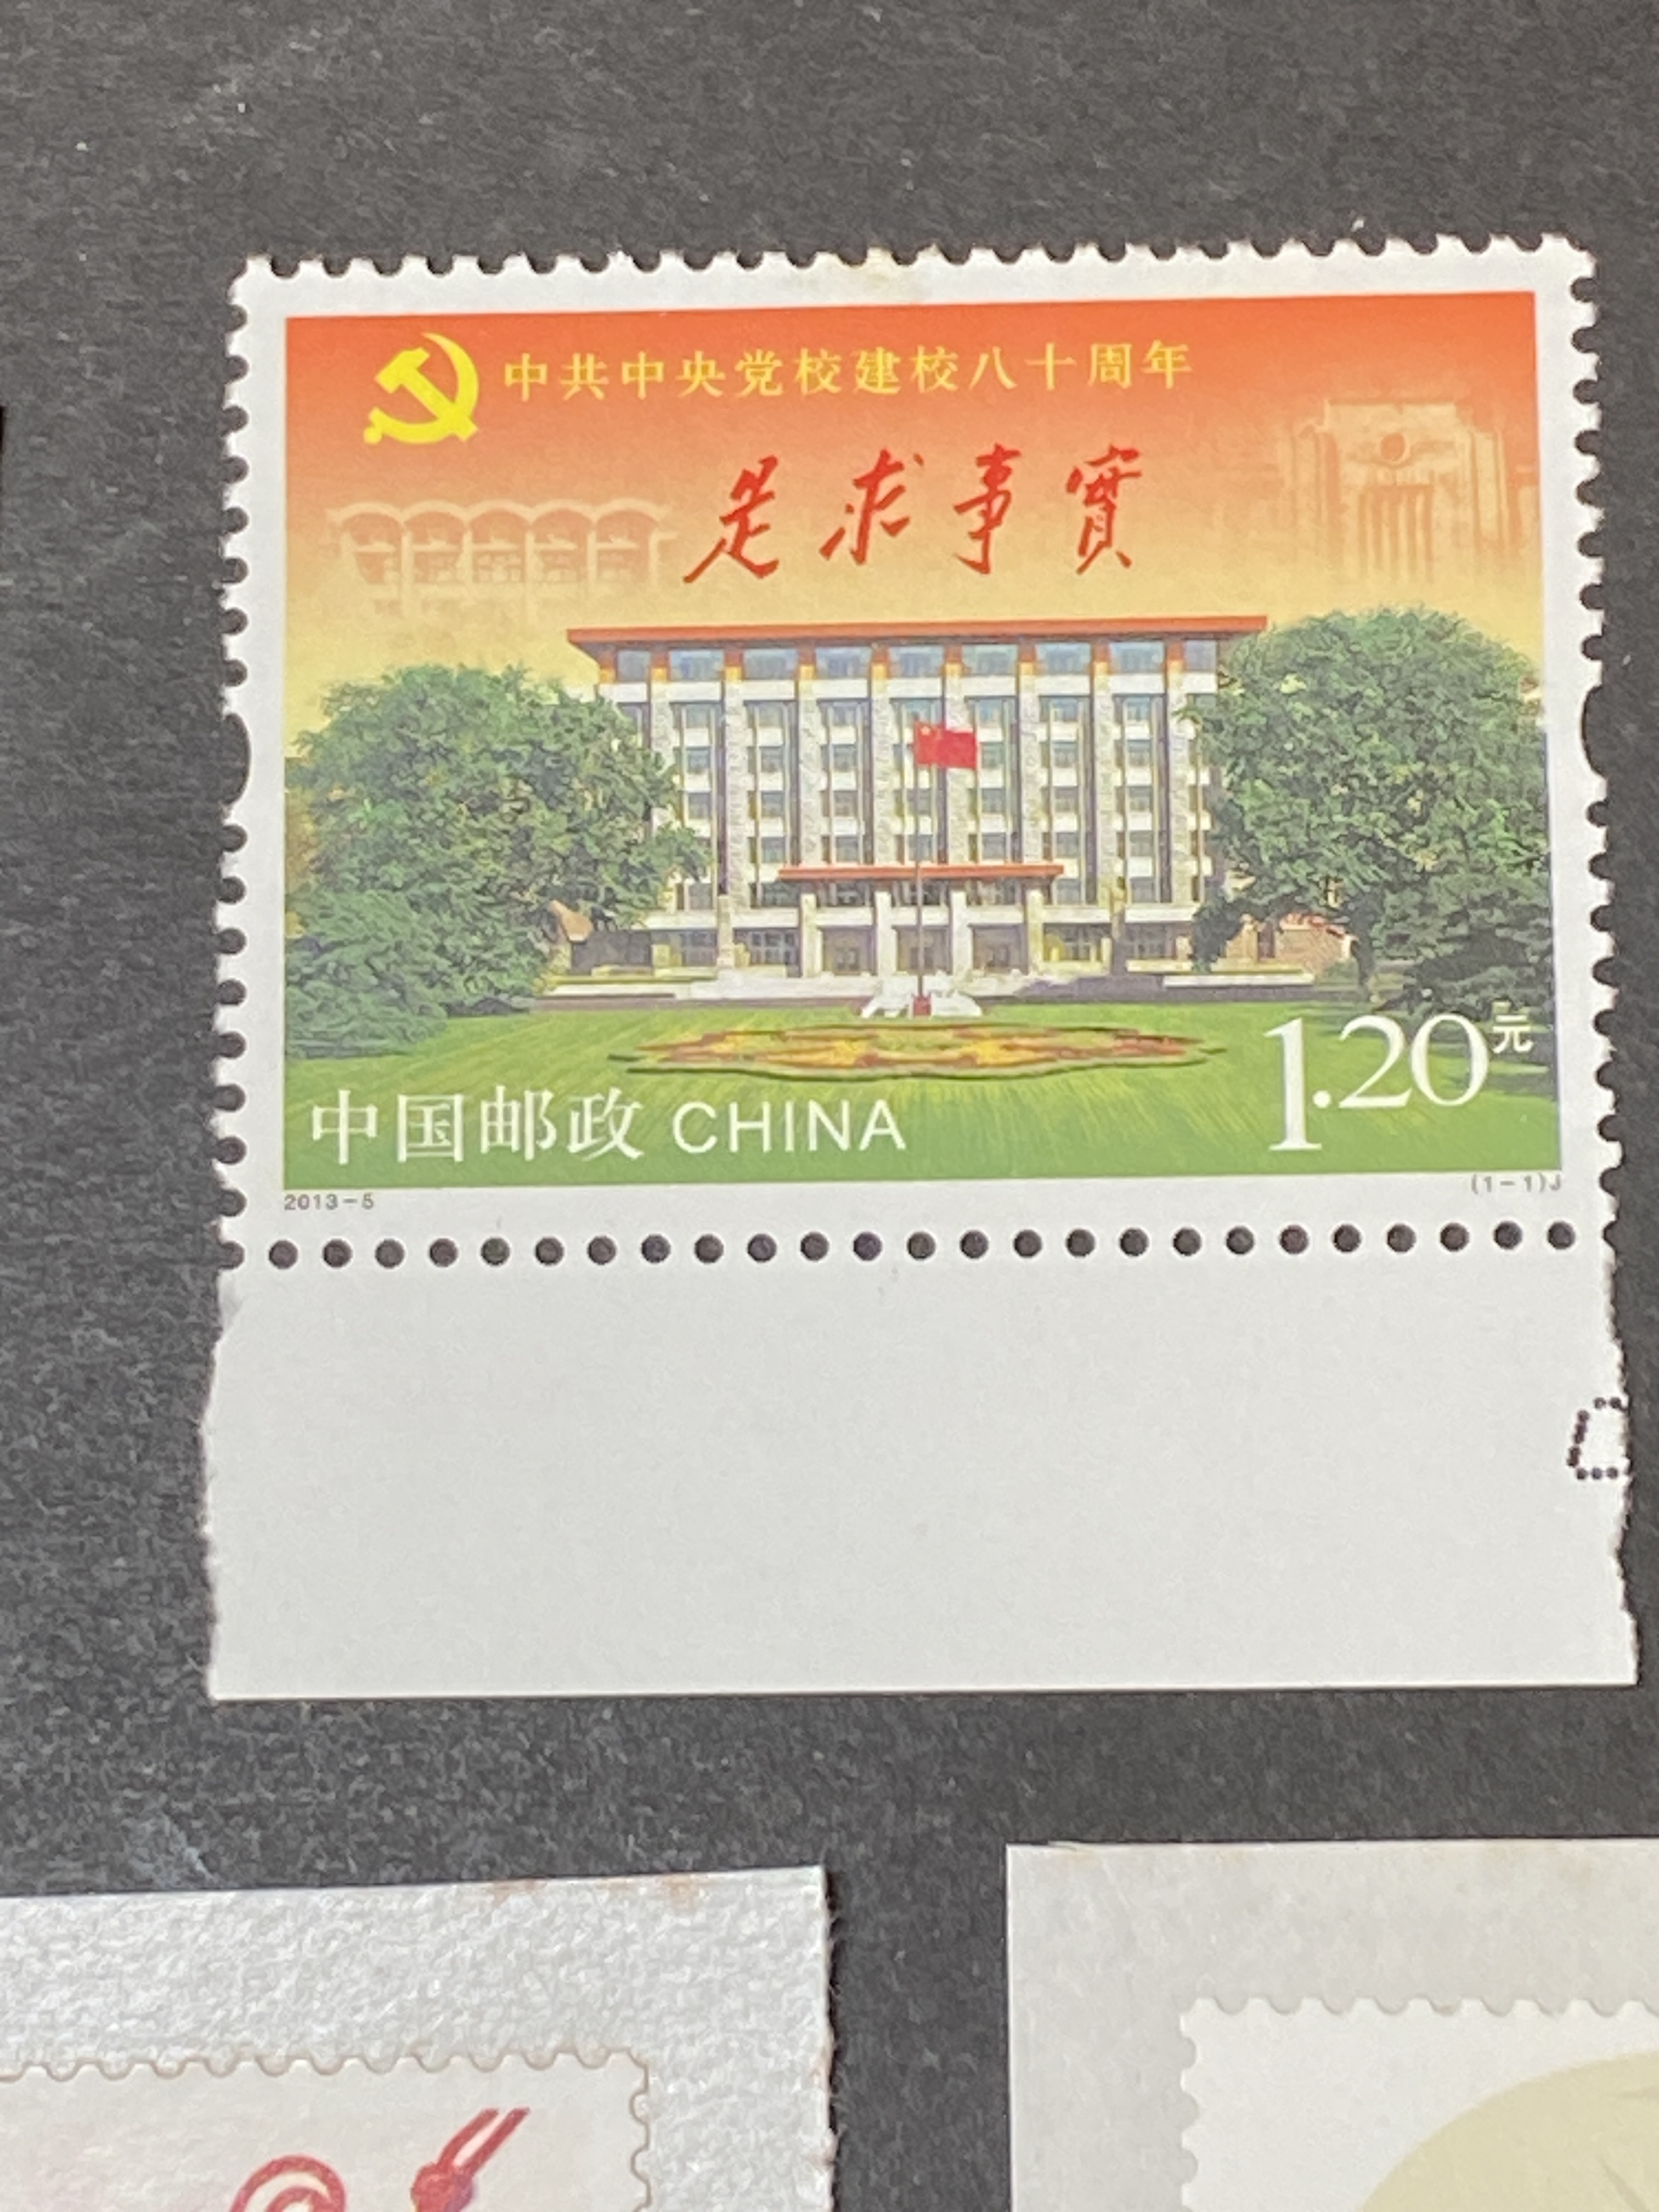 中共中央党校建校八十周年
是求事實
1.20元
中国邮政 CHINA
2013-5
(1-1)J